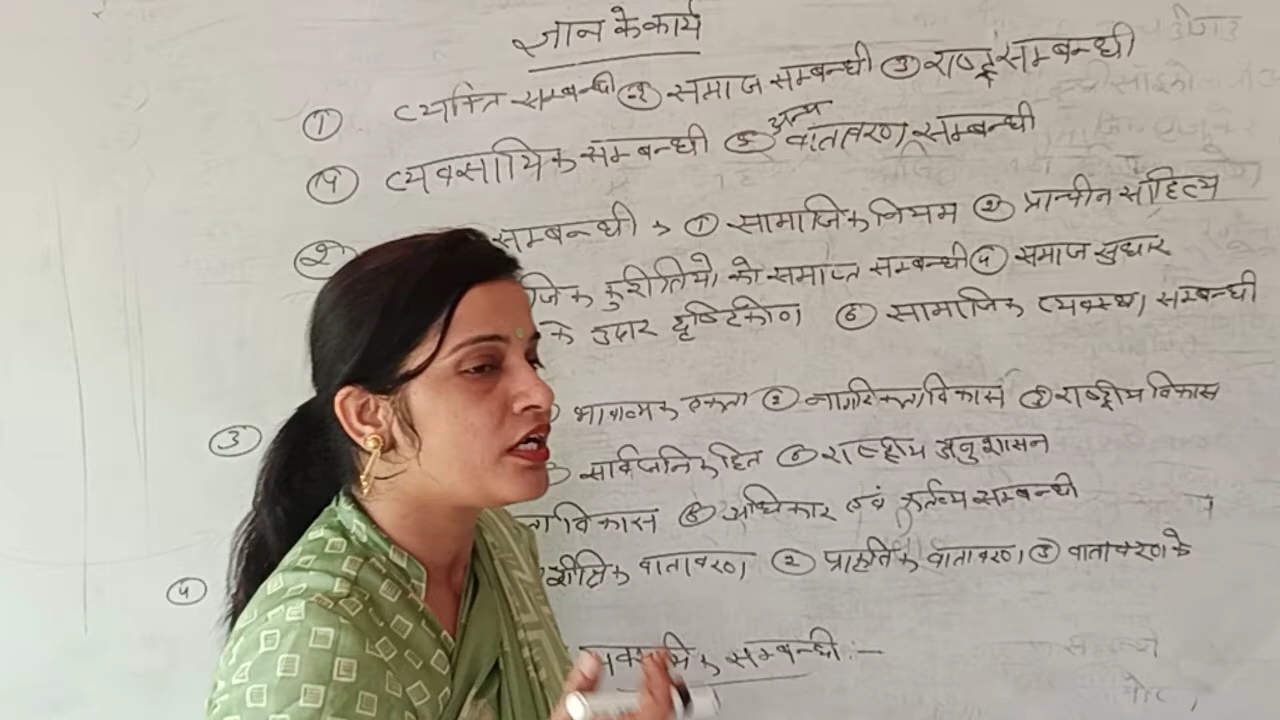 ज्ञान के कार्य
① व्यक्ति सम्बन्धी ② समाज सम्बन्धी ③ राष्ट्र सम्बन्धी
④ व्यवसायिक सम्बन्धी ⑤ अन्य वातावरण सम्बन्धी
② सम्बन्धी ① सामाजिक नियम ② प्राचीन साहित्य
जिक कुरीतियो को समाप्त सम्बन्धी ④ समाज सुधार
के उदार दृष्टिकोण ⑥ सामाजिक व्यवस्था सम्बन्धी
③ भावात्मक एकता ② नागरिकता विकास ③ राष्ट्रीय विकास
सार्वजनिक हित ⑤ राष्ट्रीय अनुशासन
ता विकास ⑥ अधिकार एवं कर्तव्य सम्बन्धी
④ शैक्षिक वातावरण ② प्राकृतिक वातावरण ③ वातावरण के
सम्बन्धी :—